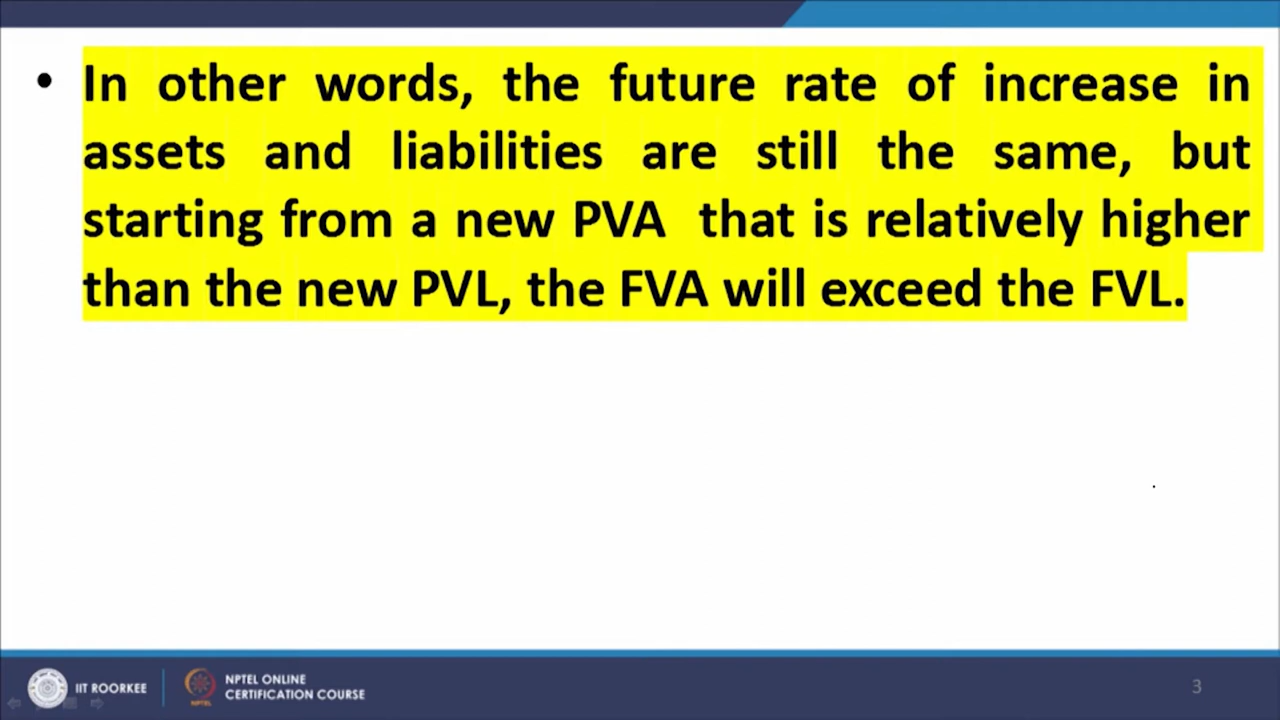 • In other words, the future rate of increase in
assets and liabilities are still the same, but
starting from a new PVA that is relatively higher
than the new PVL, the FVA will exceed the FVL.
IIT ROORKEE
NPTEL
NPTEL ONLINE
CERTIFICATION COURSE
3